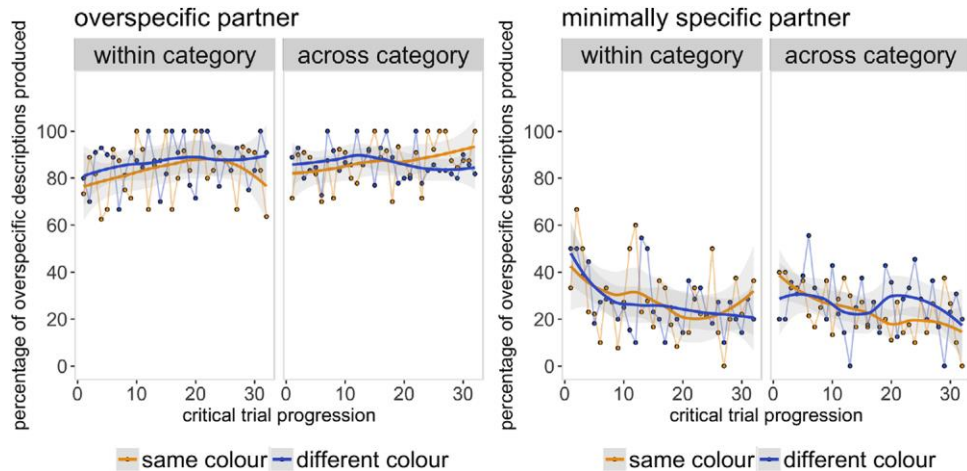 overspecific partner
within category
across category
percentage of overspecific descriptions produced
100
80
60
40
20
0
0 10 20 30 0 10 20 30
critical trial progression
same colour different colour
minimally specific partner
within category
across category
percentage of overspecific descriptions produced
100
80
60
40
20
0
0 10 20 30 0 10 20 30
critical trial progression
same colour different colour